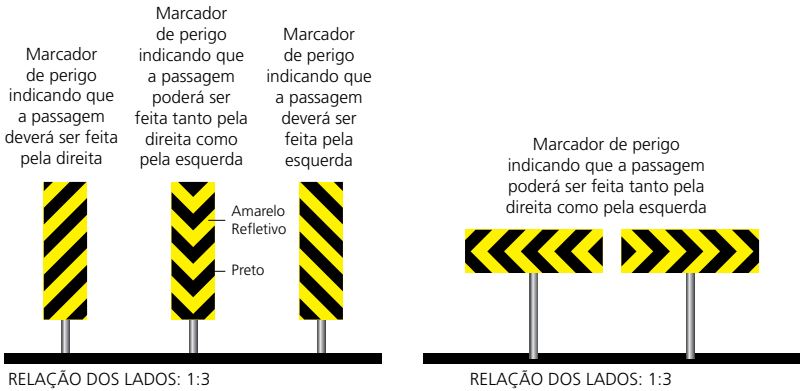 Marcador
de perigo
indicando que
a passagem
deverá ser feita
pela direita
Marcador
de perigo
indicando que
a passagem
poderá ser
feita tanto pela
direita como
pela esquerda
Marcador
de perigo
indicando que
a passagem
deverá ser
feita pela
esquerda
Amarelo
Refletivo
Preto
RELAÇÃO DOS LADOS: 1:3
Marcador de perigo
indicando que a passagem
poderá ser feita tanto pela
direita como pela esquerda
RELAÇÃO DOS LADOS: 1:3